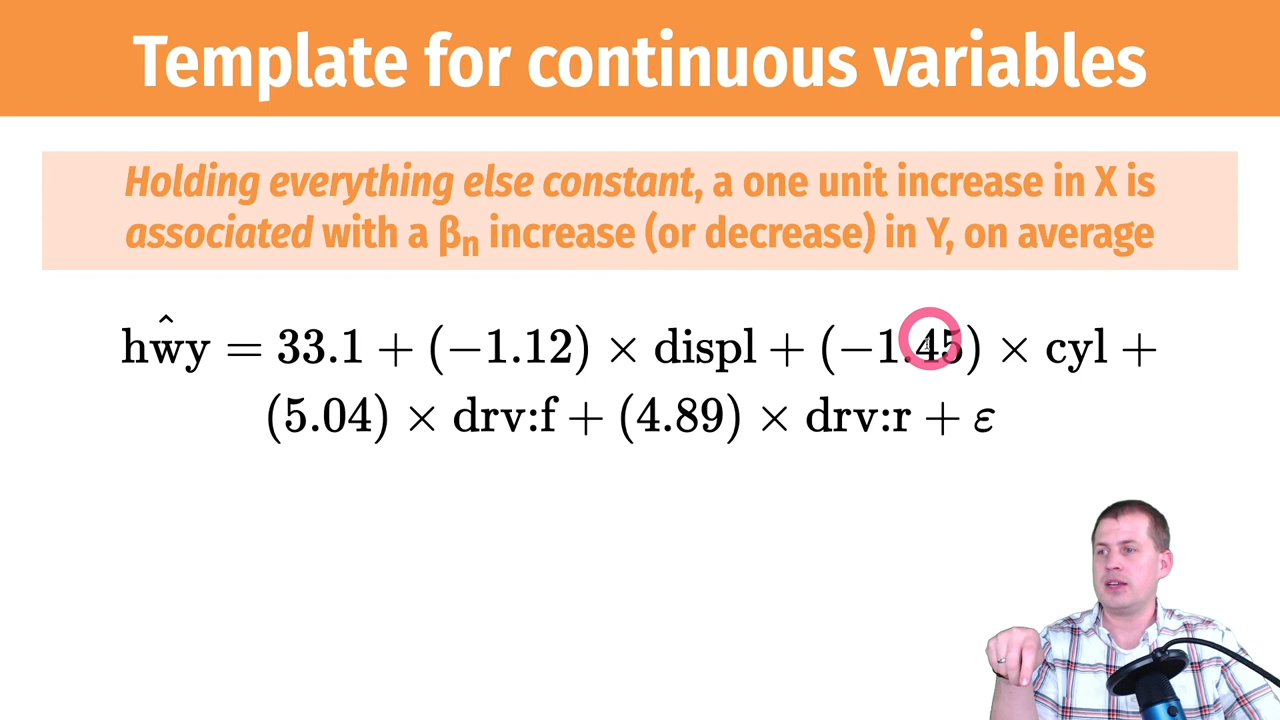 Template for continuous variables
Holding everything else constant, a one unit increase in X is
associated with a βₙ increase (or decrease) in Y, on average
hwŷ = 33.1 + (−1.12) × displ + (−1.45) × cyl +
(5.04) × drv:f + (4.89) × drv:r + ε